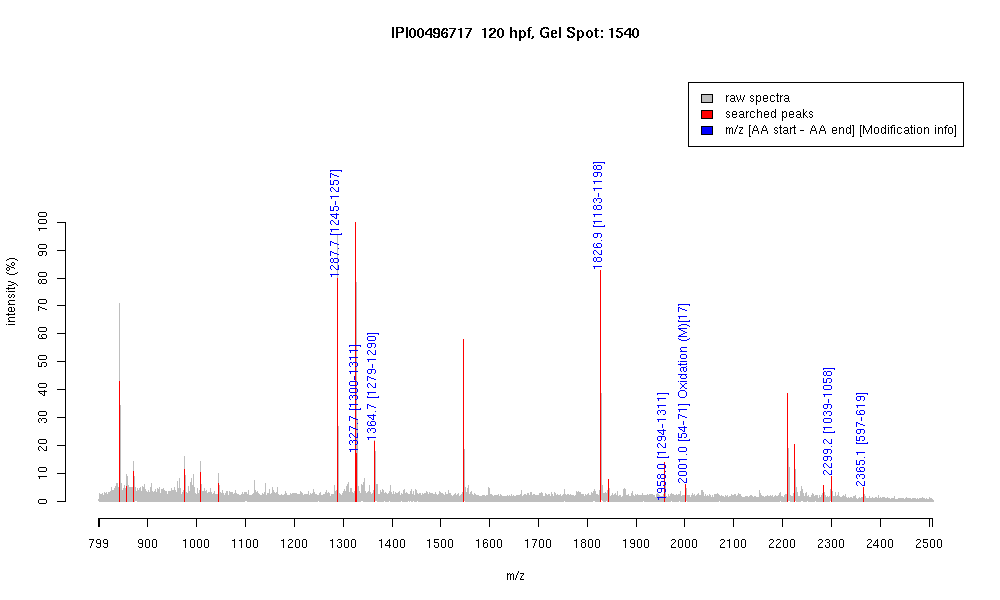 IPI00496717 120 hpf, Gel Spot: 1540
raw spectra
searched peaks
m/z [AA start - AA end] [Modification info]
intensity (%)
100
90
80
70
60
50
40
30
20
10
0
1287.7 [1245-1257]
1327.7 [1300-1311]
1364.7 [1279-1290]
1826.9 [1183-1198]
1958.0 [1294-1311]
2001.0 [54-71] Oxidation (M)[17]
2299.2 [1039-1058]
2365.1 [597-619]
799 900 1000 1100 1200 1300 1400 1500 1600 1700 1800 1900 2000 2100 2200 2300 2400 2500
m/z